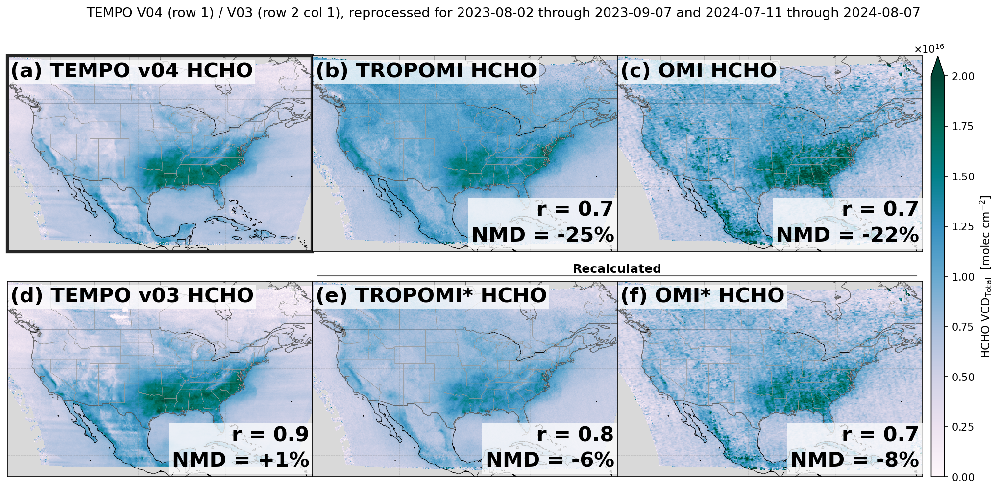 TEMPO V04 (row 1) / V03 (row 2 col 1), reprocessed for 2023-08-02 through 2023-09-07 and 2024-07-11 through 2024-08-07
×10¹⁶
(a) TEMPO v04 HCHO
(b) TROPOMI HCHO
r = 0.7
NMD = -25%
(c) OMI HCHO
r = 0.7
NMD = -22%
Recalculated
(d) TEMPO v03 HCHO
r = 0.9
NMD = +1%
(e) TROPOMI* HCHO
r = 0.8
NMD = -6%
(f) OMI* HCHO
r = 0.7
NMD = -8%
2.00
1.75
1.50
1.25
1.00
0.75
0.50
0.25
0.00
HCHO VCD_Total [molec cm⁻²]